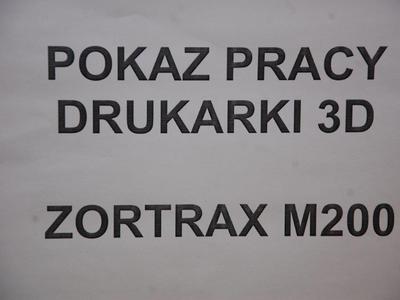 POKAZ PRACY
DRUKARKI 3D
ZORTRAX M200